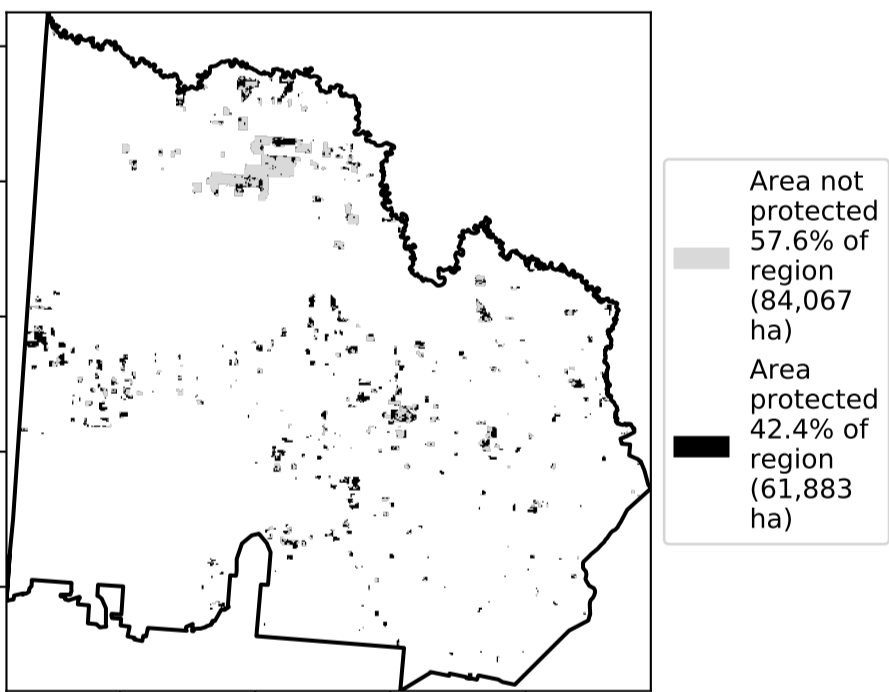 Area not
protected
57.6% of
region
(84,067
ha)
Area
protected
42.4% of
region
(61,883
ha)